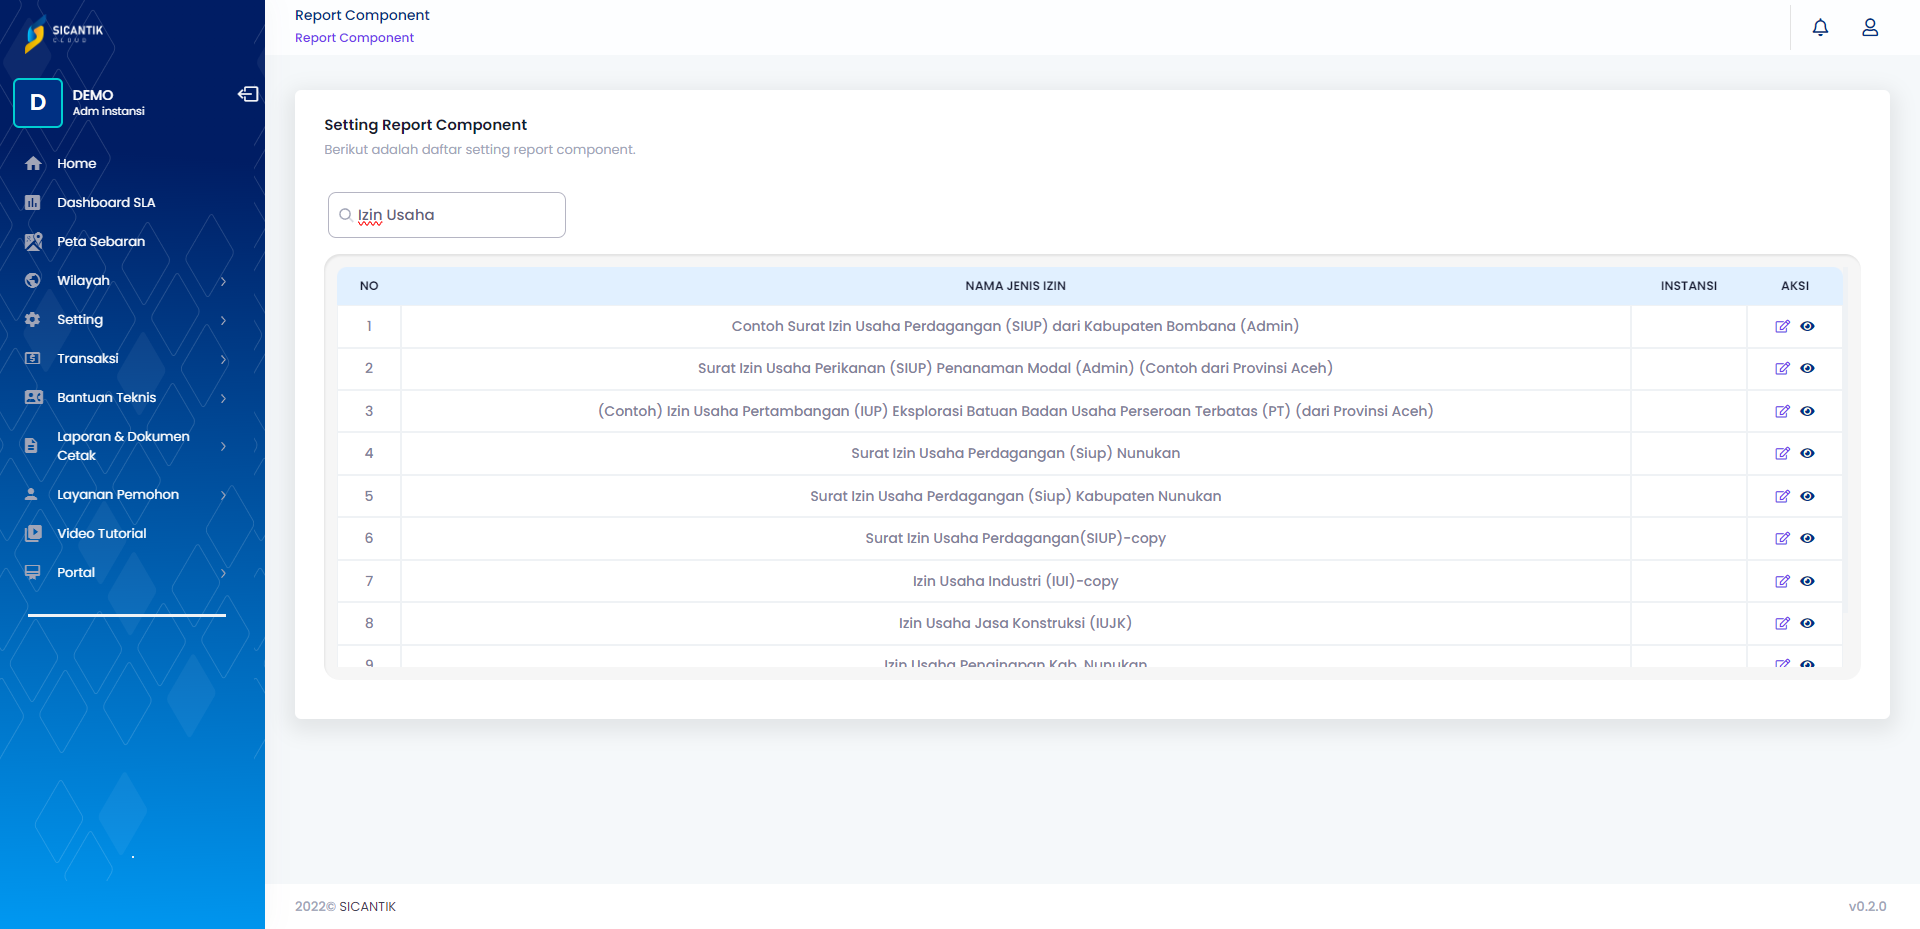 SICANTIK
CLOUD
D
DEMO
Adm instansi
Home
Dashboard SLA
Peta Sebaran
Wilayah
Setting
Transaksi
Bantuan Teknis
Laporan & Dokumen
Cetak
Layanan Pemohon
Video Tutorial
Portal
Report Component
Report Component
Setting Report Component
Berikut adalah daftar setting report component.
Izin Usaha
NO NAMA JENIS IZIN INSTANSI AKSI
1 Contoh Surat Izin Usaha Perdagangan (SIUP) dari Kabupaten Bombana (Admin)
2 Surat Izin Usaha Perikanan (SIUP) Penanaman Modal (Admin) (Contoh dari Provinsi Aceh)
3 (Contoh) Izin Usaha Pertambangan (IUP) Eksplorasi Batuan Badan Usaha Perseroan Terbatas (PT) (dari Provinsi Aceh)
4 Surat Izin Usaha Perdagangan (Siup) Nunukan
5 Surat Izin Usaha Perdagangan (Siup) Kabupaten Nunukan
6 Surat Izin Usaha Perdagangan(SIUP)-copy
7 Izin Usaha Industri (IUI)-copy
8 Izin Usaha Jasa Konstruksi (IUJK)
9 Izin Usaha Penginapan Kab. Nunukan
2022© SICANTIK
v0.2.0